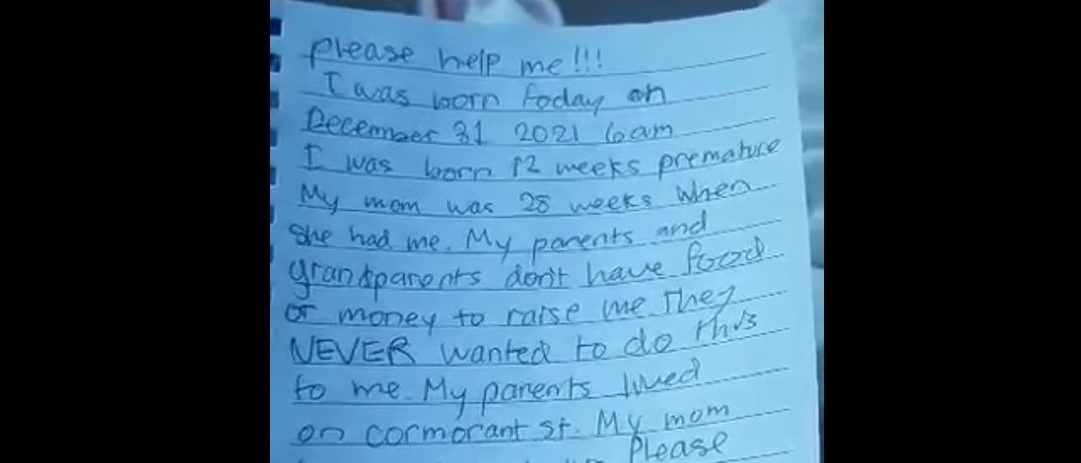 please help me!!!
I was born today on
December 31 2021 6am
I was born 12 weeks premature
My mom was 28 weeks when
she had me. My parents and
grandparents don't have food
or money to raise me They
NEVER wanted to do this
to me. My parents lived
on cormorant st. My mom
Please